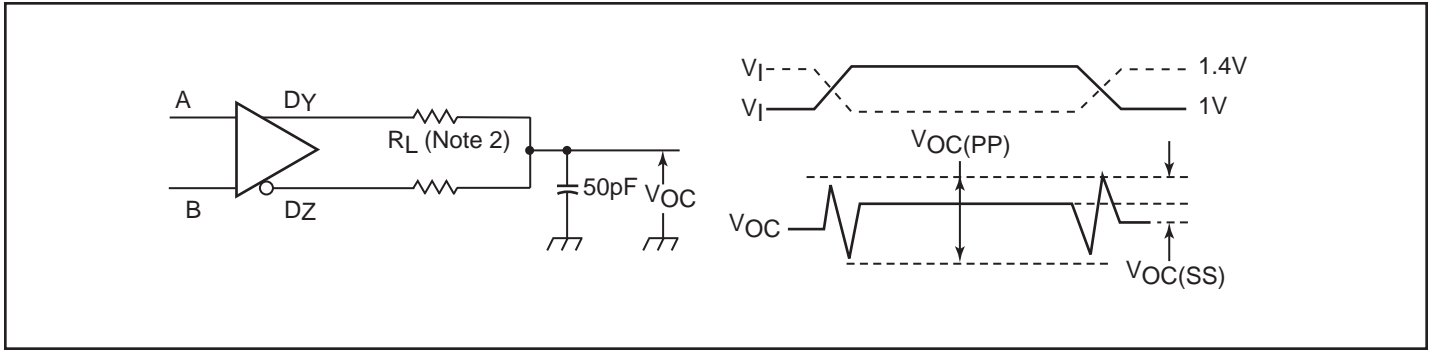 A
DY
RL (Note 2)
B
DZ
50pF
VOC
VI
1.4V
VI
1V
VOC(PP)
VOC
VOC(SS)